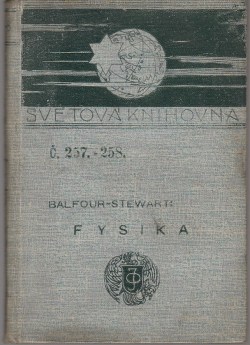 SVĚTOVÁ KNIHOVNA
Č. 257.-258.
BALFOUR-STEWART:
FYSIKA